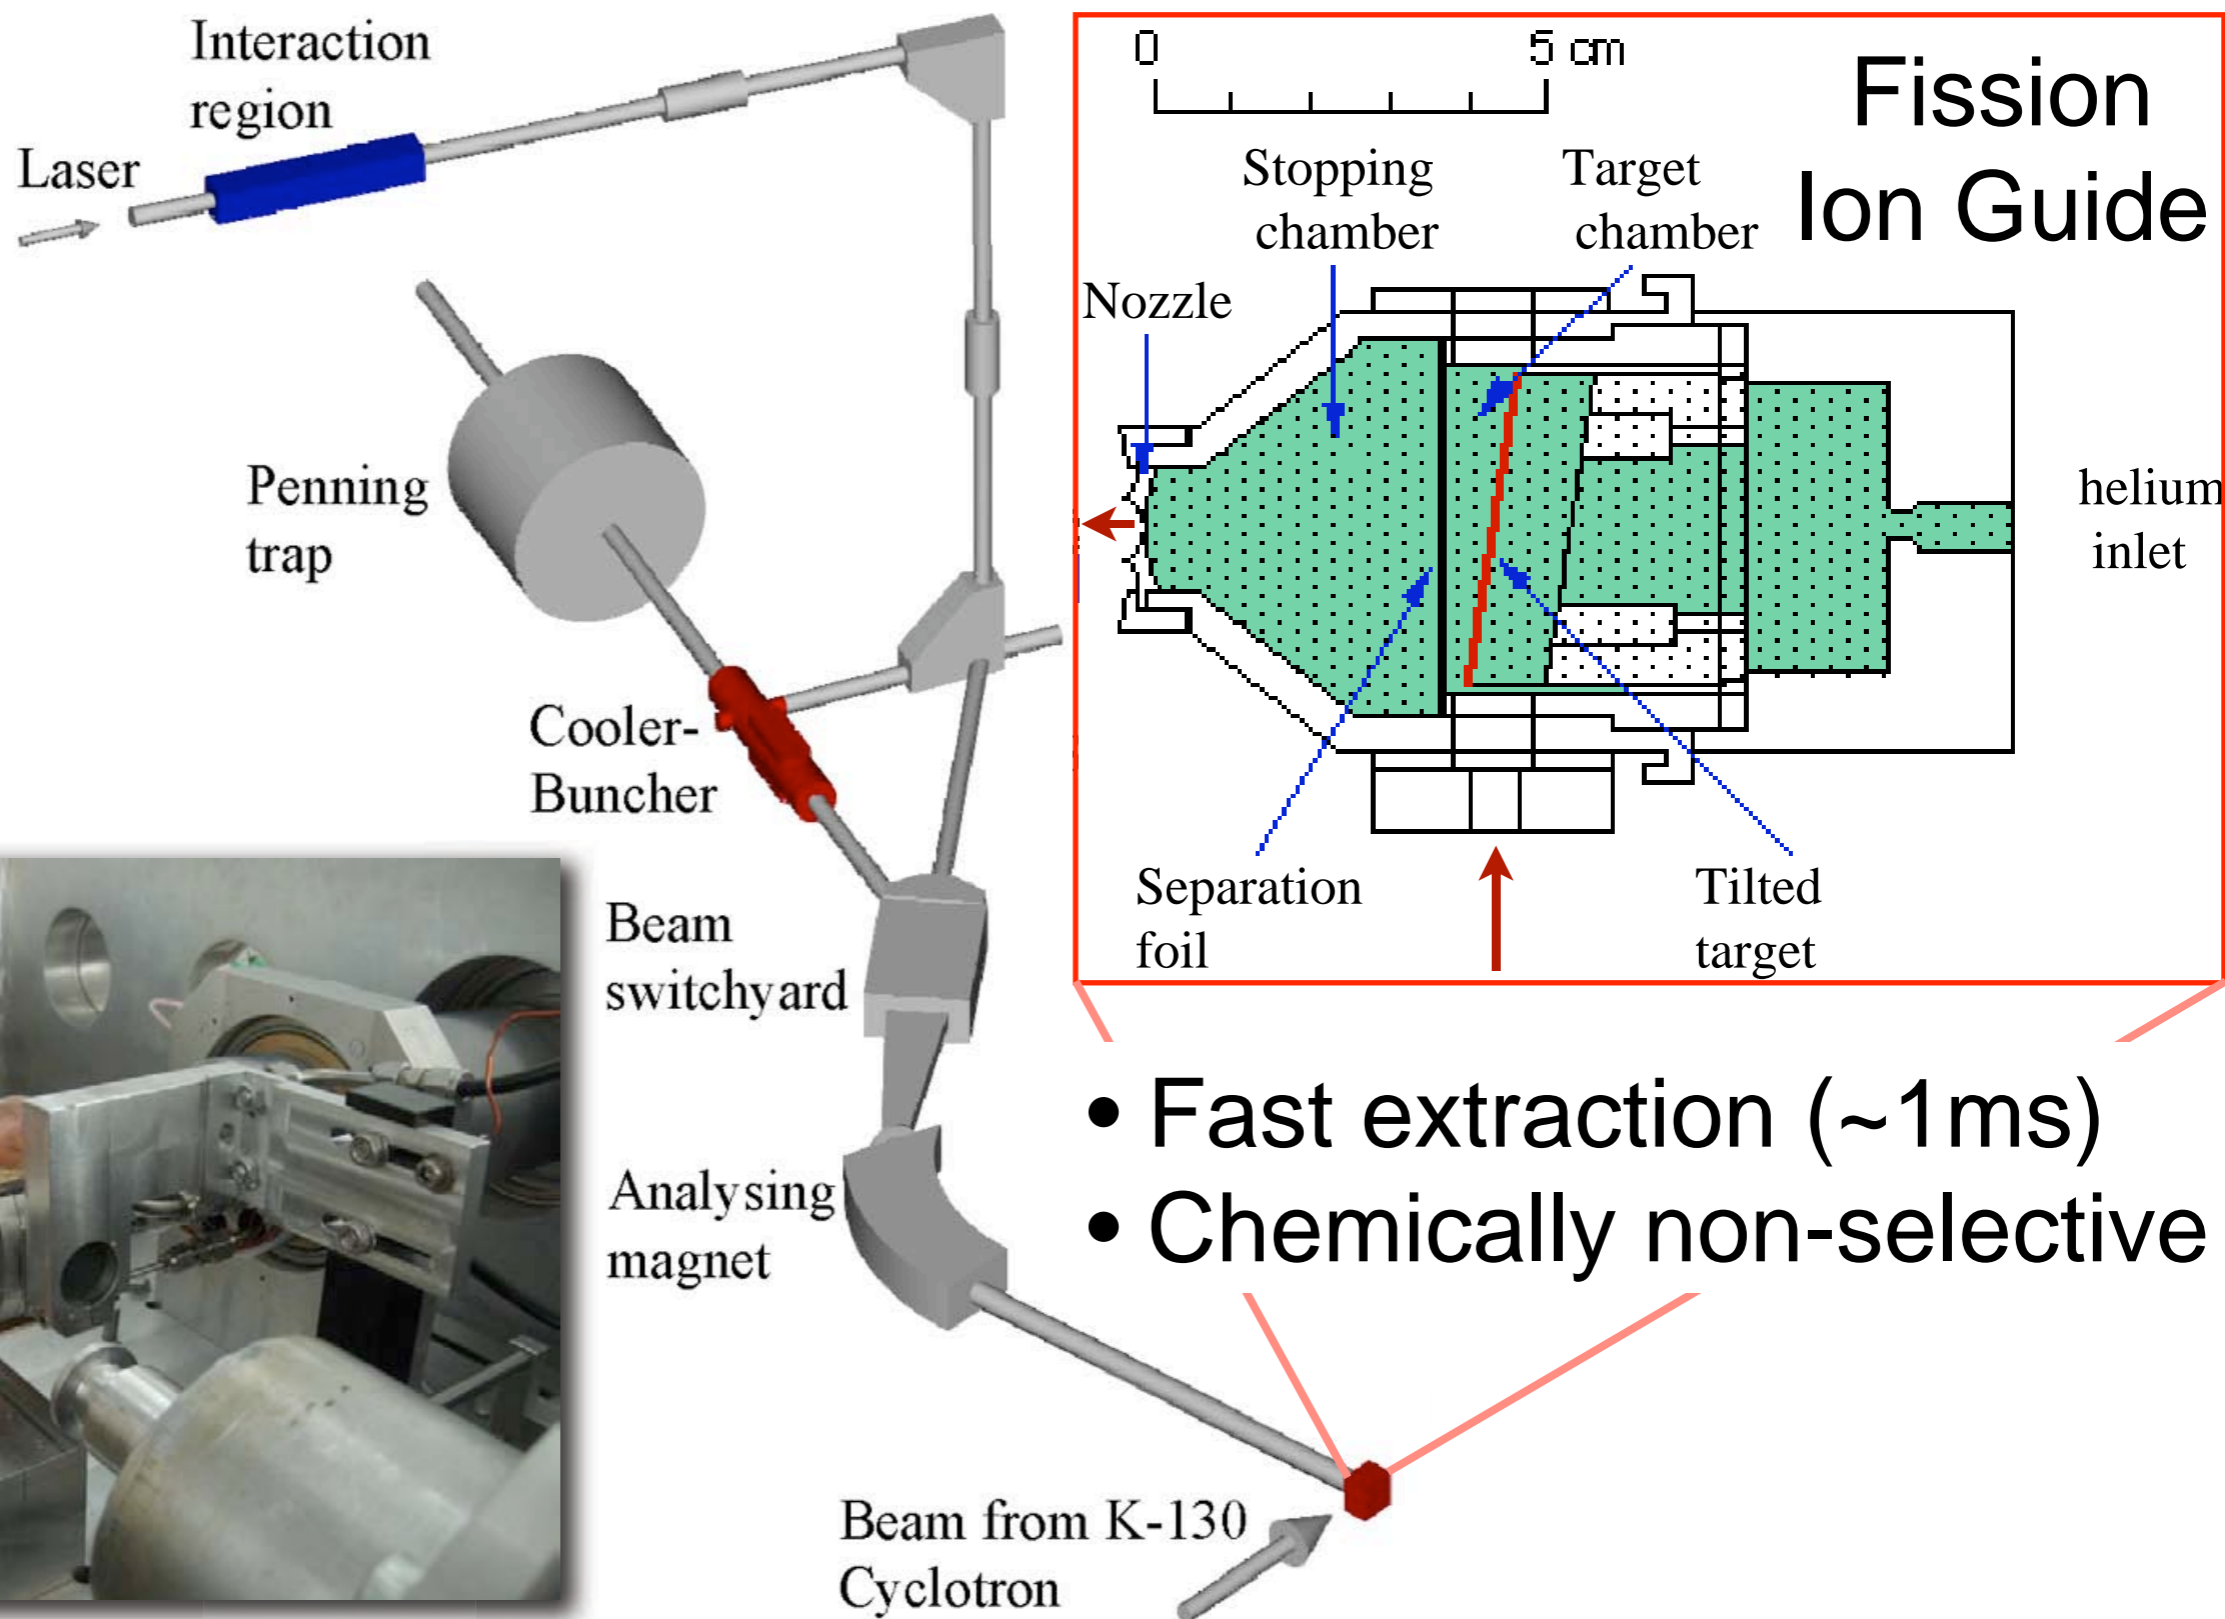 Interaction
region
Laser
Penning
trap
Cooler-
Buncher
Beam
switchyard
Analysing
magnet
Beam from K-130
Cyclotron
0 5 cm
Fission
Ion Guide
Stopping
chamber
Target
chamber
Nozzle
helium
inlet
Separation
foil
Tilted
target
• Fast extraction (~1ms)
• Chemically non-selective